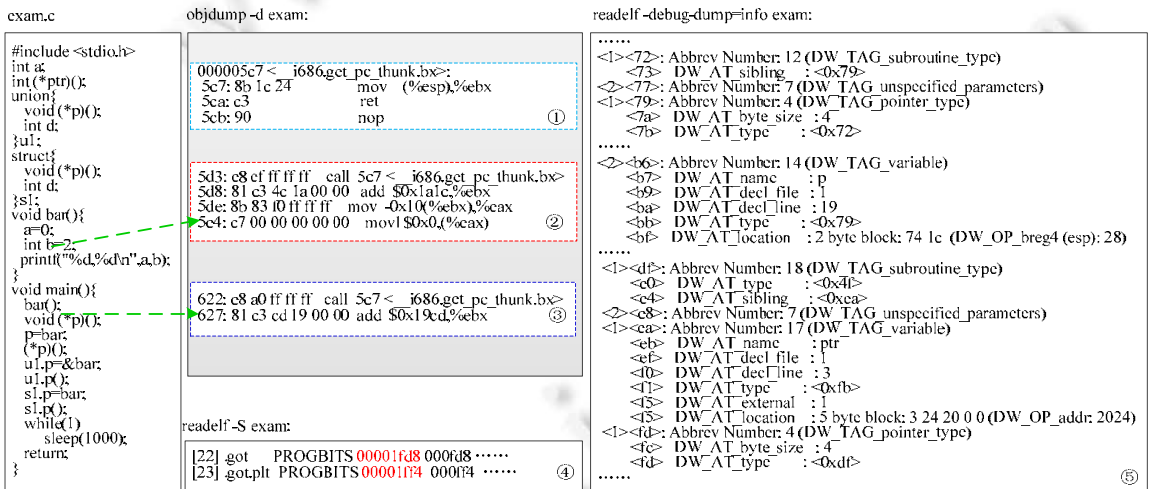 exam.c
#include <stdio.h>
int a;
int (*ptr)();
union{
void (*p)();
int d;
}u1;
struct{
void (*p)();
int d;
}s1;
void bar(){
a=0;
int b=2;
printf("%d,%d\n",a,b);
}
void main(){
bar();
void (*p)();
p=bar;
(*p)();
u1.p=&bar;
u1.p();
s1.p=bar;
s1.p();
while(1)
sleep(1000);
return;
}
objdump -d exam:
000005c7 <__i686.get_pc_thunk.bx>:
5c7: 8b 1c 24 mov (%esp),%ebx
5ca: c3 ret
5cb: 90 nop
①
5d3: e8 ef ff ff ff call 5c7 <__i686.get_pc_thunk.bx>
5d8: 81 c3 4c 1a 00 00 add $0x1a1c,%ebx
5de: 8b 83 f0 ff ff ff mov -0x10(%ebx),%eax
5e4: c7 00 00 00 00 00 movl $0x0,(%eax)
②
622: e8 a0 ff ff ff call 5c7 <__i686.get_pc_thunk.bx>
627: 81 c3 cd 19 00 00 add $0x19cd,%ebx
③
readelf -S exam:
[22] .got PROGBITS 00001fd8 000fd8 ······
[23] .got.plt PROGBITS 00001ff4 000ff4 ······
④
readelf -debug-dump=info exam:
······
<1><72>: Abbrev Number: 12 (DW_TAG_subroutine_type)
<73> DW_AT_sibling : <0x79>
<2><77>: Abbrev Number: 7 (DW_TAG_unspecified_parameters)
<1><79>: Abbrev Number: 4 (DW_TAG_pointer_type)
<7a> DW_AT_byte_size : 4
<7b> DW_AT_type : <0x72>
······
<2><b6>: Abbrev Number: 14 (DW_TAG_variable)
<b7> DW_AT_name : p
<b9> DW_AT_decl_file : 1
<ba> DW_AT_decl_line : 19
<bb> DW_AT_type : <0x79>
<bf> DW_AT_location : 2 byte block: 74 1c (DW_OP_breg4 (esp): 28)
······
<1><df>: Abbrev Number: 18 (DW_TAG_subroutine_type)
<e0> DW_AT_type : <0x4f>
<e4> DW_AT_sibling : <0xea>
<2><e8>: Abbrev Number: 7 (DW_TAG_unspecified_parameters)
<1><ea>: Abbrev Number: 17 (DW_TAG_variable)
<eb> DW_AT_name : ptr
<ef> DW_AT_decl_file : 1
<f0> DW_AT_decl_line : 3
<f1> DW_AT_type : <0xfb>
<f5> DW_AT_external : 1
<f5> DW_AT_location : 5 byte block: 3 24 20 0 0 (DW_OP_addr: 2024)
<1><fd>: Abbrev Number: 4 (DW_TAG_pointer_type)
<fc> DW_AT_byte_size : 4
<fd> DW_AT_type : <0xdf>
······
⑤